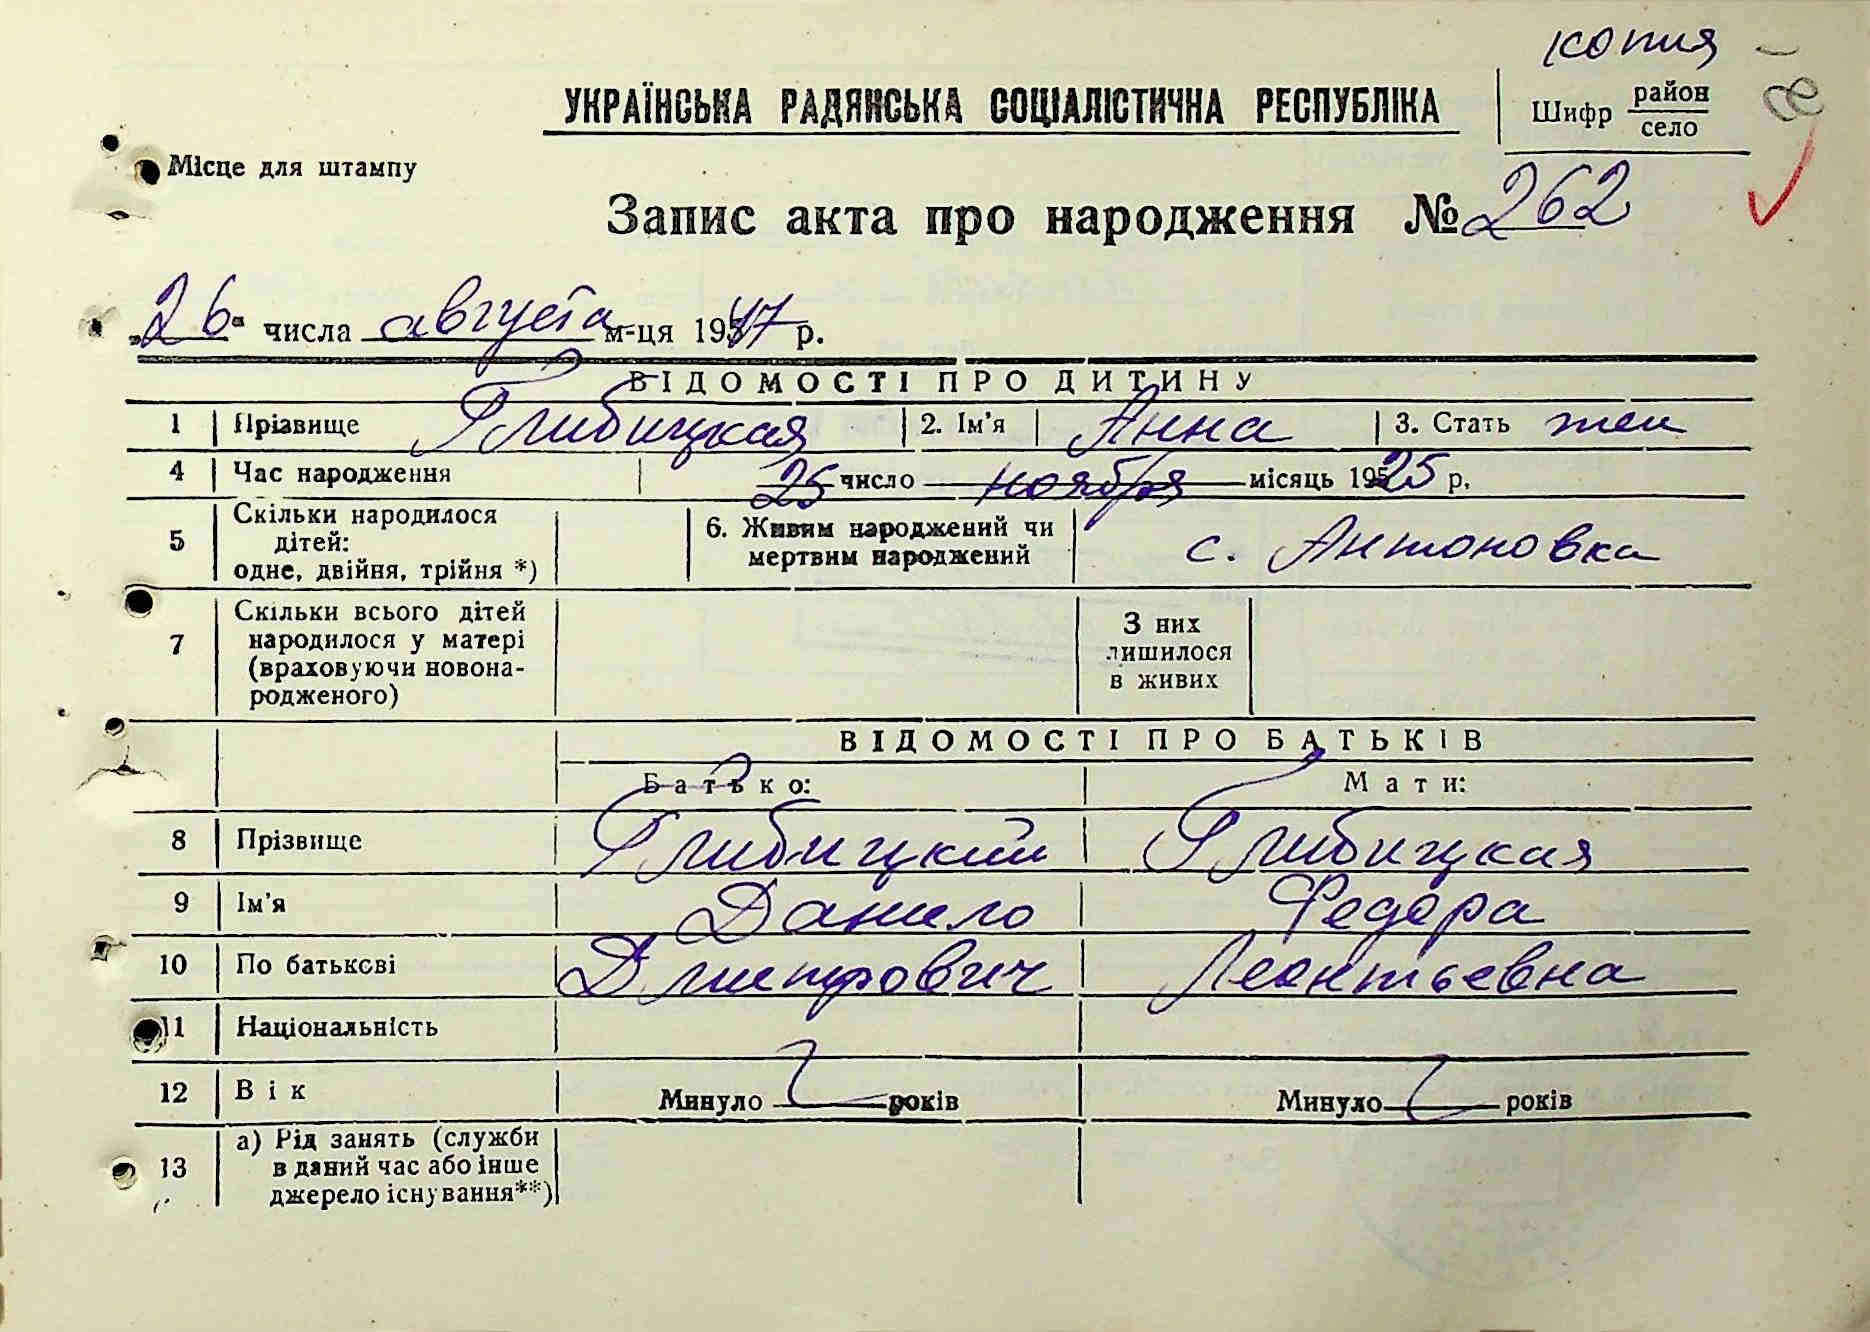 копия
УКРАЇНСЬКА РАДЯНСЬКА СОЦІАЛІСТИЧНА РЕСПУБЛІКА
Шифр район
село
Місце для штампу
Запис акта про народження № 262
„26“ числа августа м-ця 1947 р.
ВІДОМОСТІ ПРО ДИТИНУ
1 Прізвище Глибицкая 2. Ім'я Анна 3. Стать жен
4 Час народження 25 число ноября місяць 1925 р.
5 Скільки народилося
дітей:
одне, двійня, трійня *)
6. Живим народжений чи
мертвим народжений
с. Антоновка
7 Скільки всього дітей
народилося у матері
(враховуючи новона-
родженого)
З них
лишилося
в живих
ВІДОМОСТІ ПРО БАТЬКІВ
Батько: Мати:
8 Прізвище Глибицкий Глибицкая
9 Ім'я Данило Федора
10 По батькові Дмитрович Леонтьевна
11 Національність
12 Вік Минуло років Минуло років
13 а) Рід занять (служби
в даний час або інше
джерело існування**)